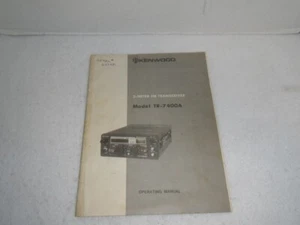 KENWOOD
2-METER FM TRANSCEIVER
Model TR-7400A
OPERATING MANUAL